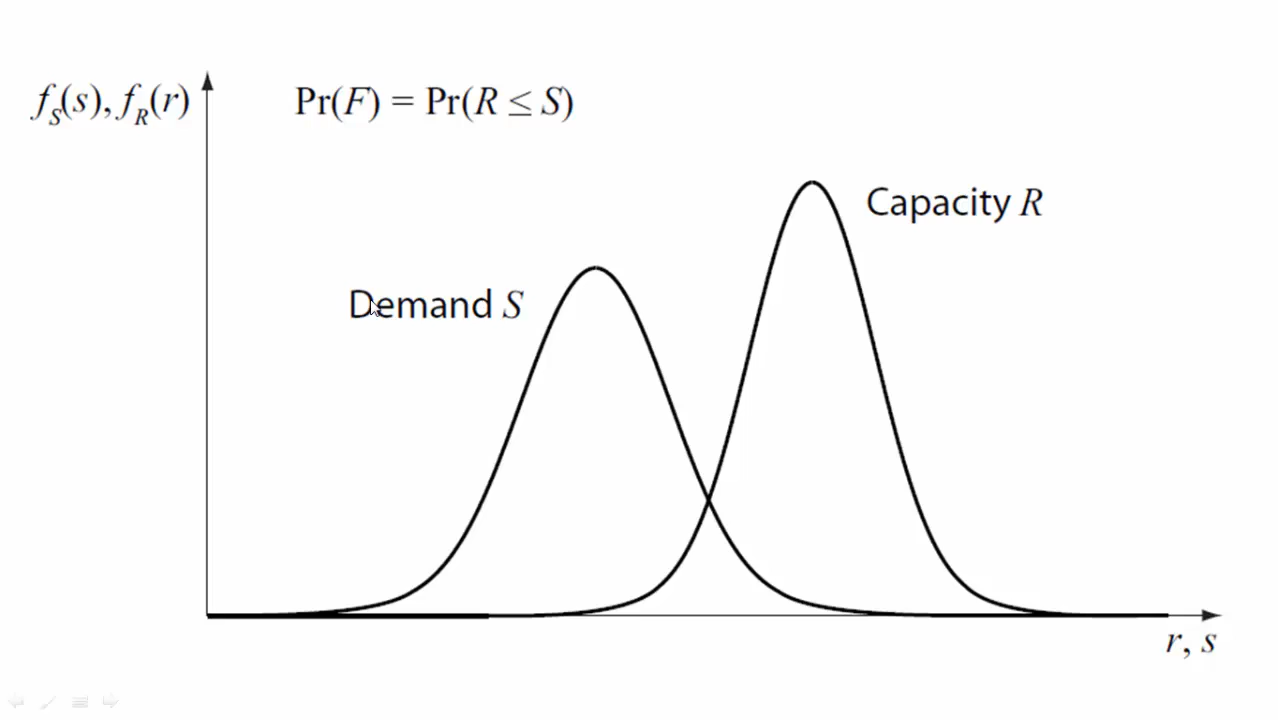 f_S(s), f_R(r)
Pr(F) = Pr(R ≤ S)
Capacity R
Demand S
r, s